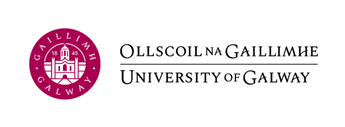 GAILLIMH
18 45
GALWAY
OLLSCOIL NA GAILLIMHE
UNIVERSITY OF GALWAY